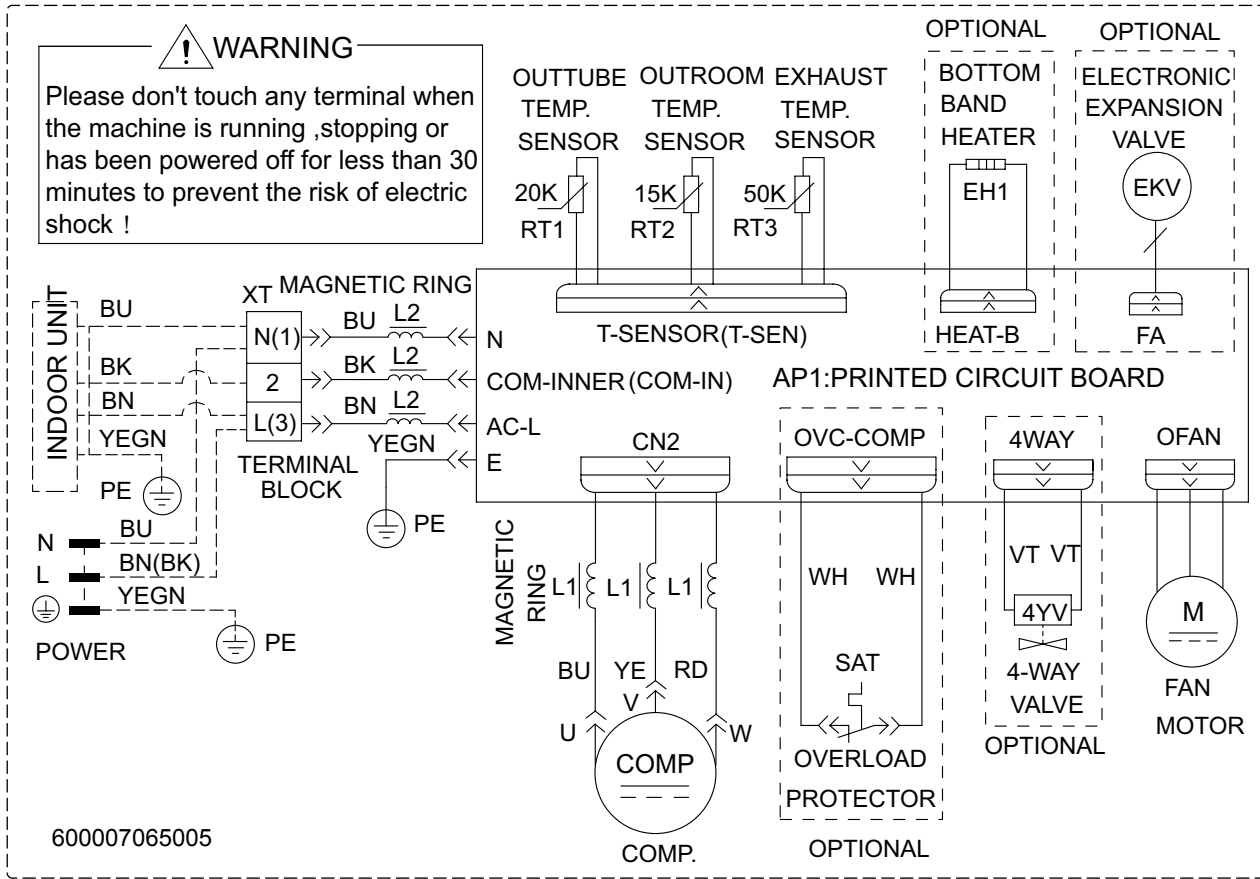 WARNING
Please don't touch any terminal when
the machine is running ,stopping or
has been powered off for less than 30
minutes to prevent the risk of electric
shock !
OUTTUBE
TEMP.
SENSOR
20K
RT1
OUTROOM
TEMP.
SENSOR
15K
RT2
EXHAUST
TEMP.
SENSOR
50K
RT3
OPTIONAL
BOTTOM
BAND
HEATER
EH1
OPTIONAL
ELECTRONIC
EXPANSION
VALVE
EKV
T-SENSOR(T-SEN)
HEAT-B
FA
INDOOR UNIT
BU
BK
BN
YEGN
PE
XT
N(1)
2
L(3)
TERMINAL
BLOCK
MAGNETIC RING
BU L2
BK L2
BN L2
YEGN
PE
N
COM-INNER (COM-IN)
AC-L
E
AP1:PRINTED CIRCUIT BOARD
N
L
BU
BN(BK)
YEGN
PE
POWER
CN2
MAGNETIC
RING
L1 L1 L1
BU YE RD
U V W
COMP
COMP.
OVC-COMP
WH WH
SAT
OVERLOAD
PROTECTOR
OPTIONAL
4WAY
VT VT
4YV
4-WAY
VALVE
OPTIONAL
OFAN
M
FAN
MOTOR
600007065005